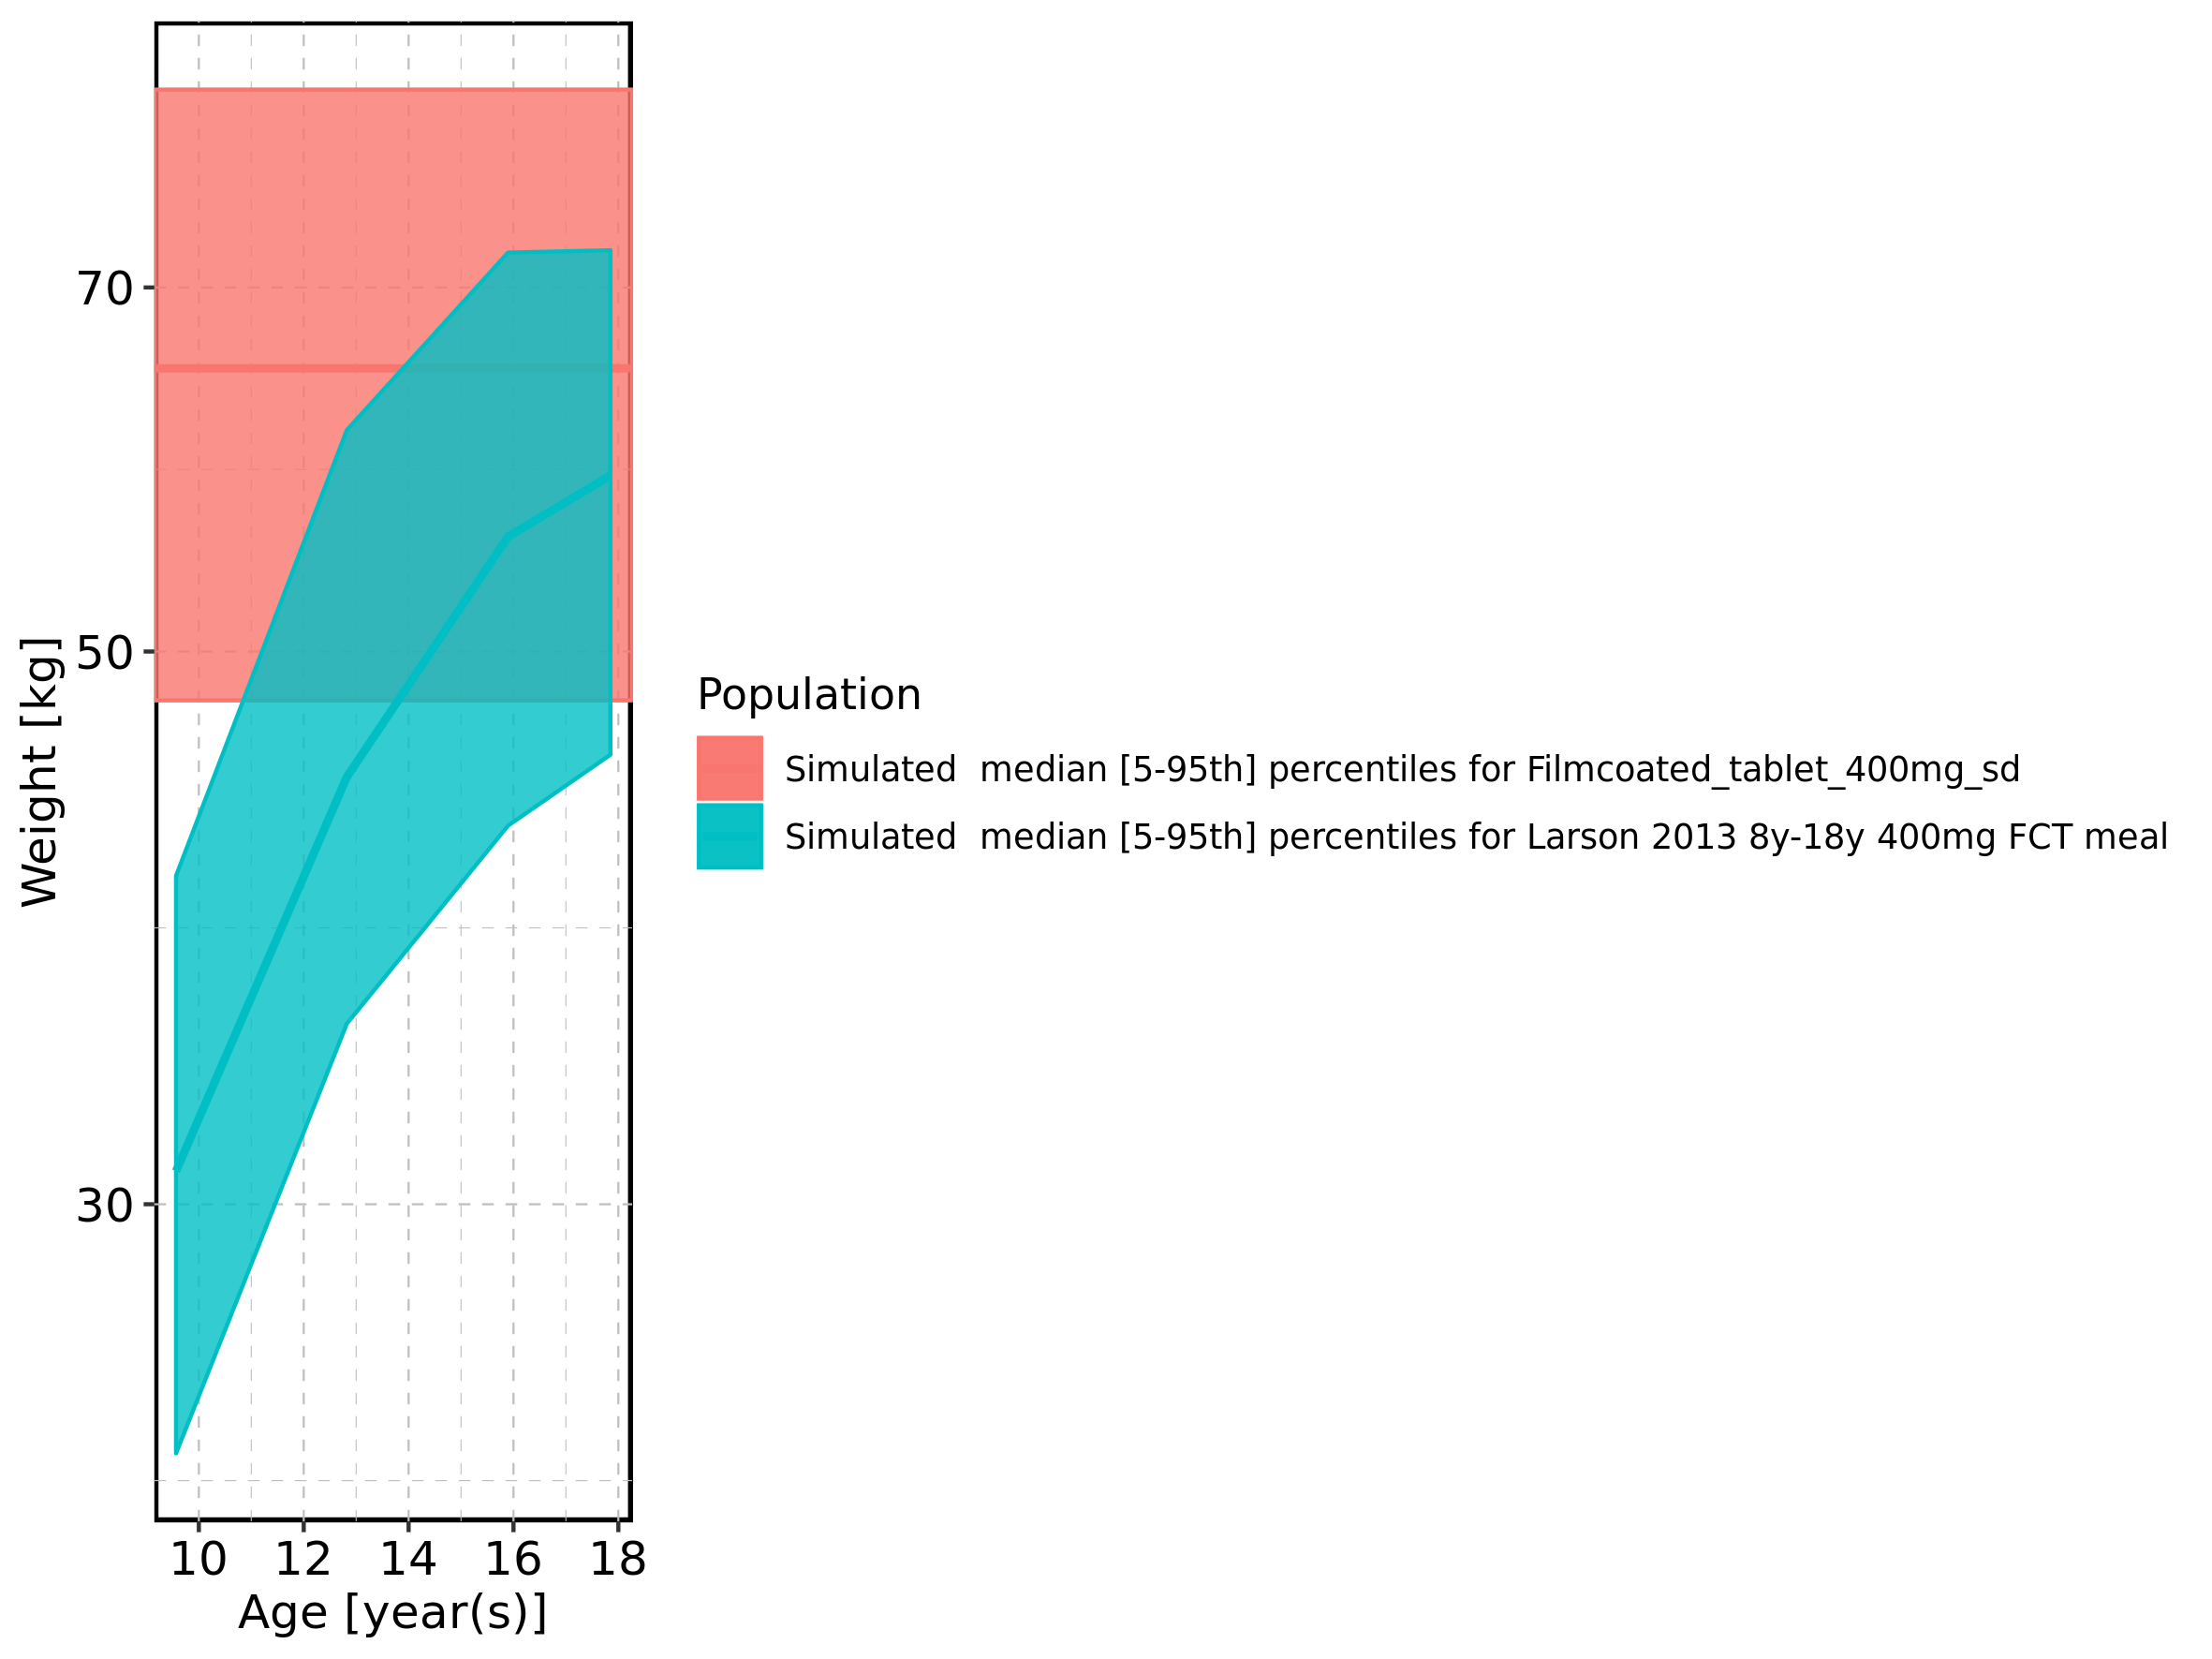 70
50
30
Weight [kg]
10 12 14 16 18
Age [year(s)]
Population
Simulated  median [5-95th] percentiles for Filmcoated_tablet_400mg_sd
Simulated  median [5-95th] percentiles for Larson 2013 8y-18y 400mg FCT meal